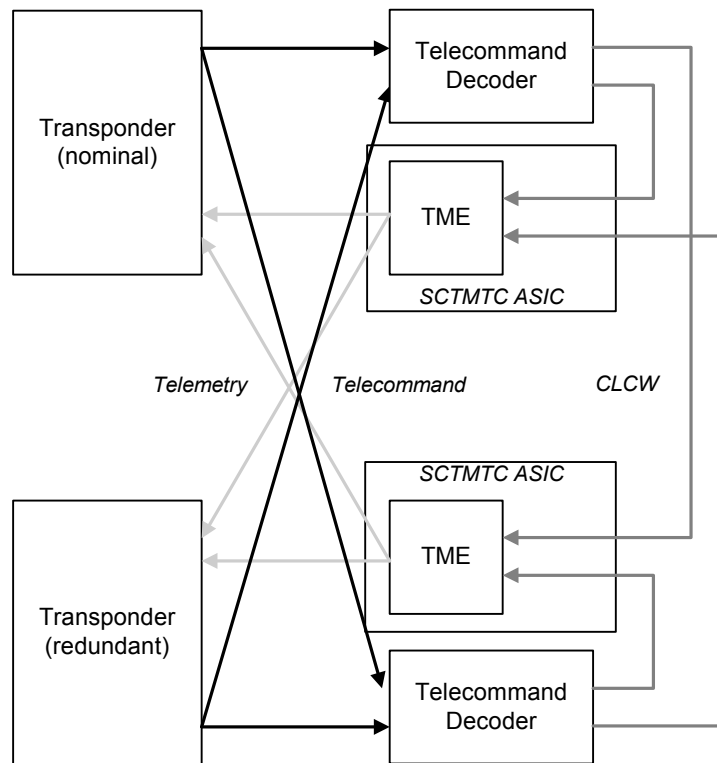 Telecommand
Decoder
Transponder
(nominal)
TME
SCTMTC ASIC
Telemetry
Telecommand
CLCW
SCTMTC ASIC
TME
Transponder
(redundant)
Telecommand
Decoder